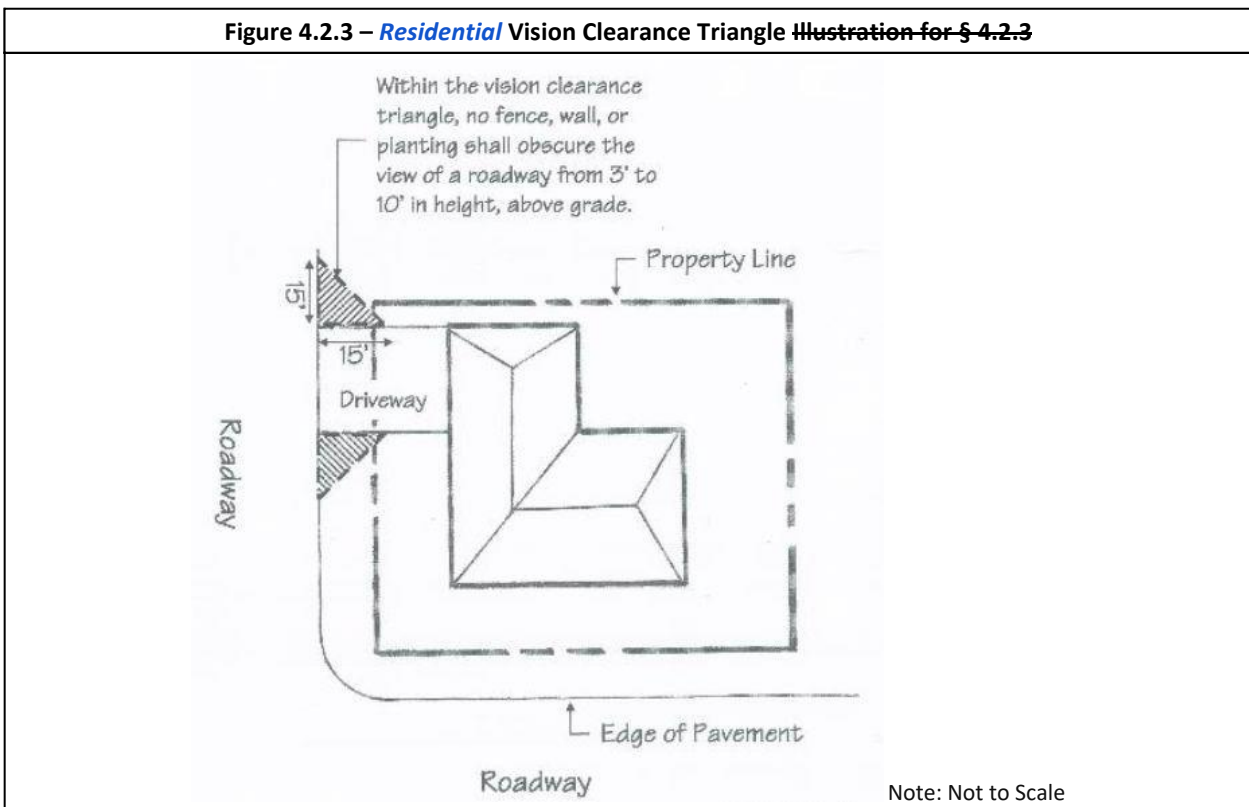 Figure 4.2.3 – Residential Vision Clearance Triangle Illustration for § 4.2.3
Within the vision clearance
triangle, no fence, wall, or
planting shall obscure the
view of a roadway from 3' to
10' in height, above grade.
Property Line
15'
15'
Driveway
Roadway
Edge of Pavement
Roadway
Note: Not to Scale